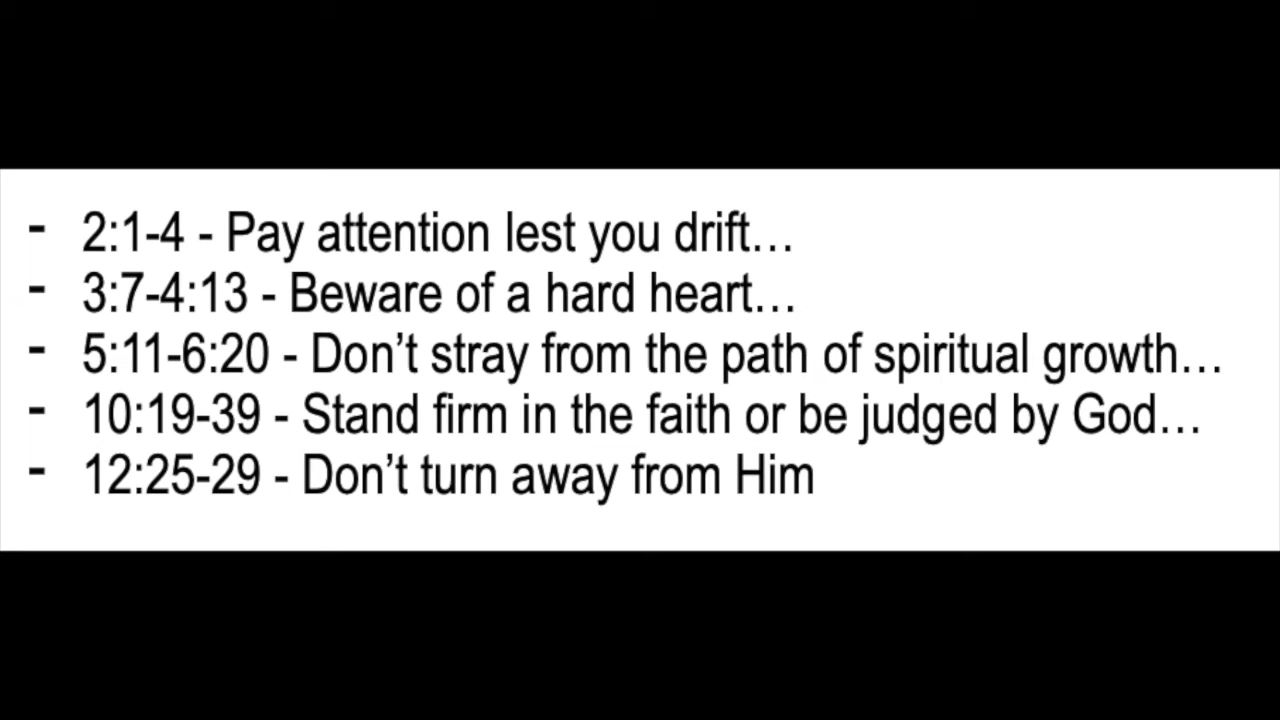 - 2:1-4 - Pay attention lest you drift…
- 3:7-4:13 - Beware of a hard heart…
- 5:11-6:20 - Don’t stray from the path of spiritual growth…
- 10:19-39 - Stand firm in the faith or be judged by God…
- 12:25-29 - Don’t turn away from Him